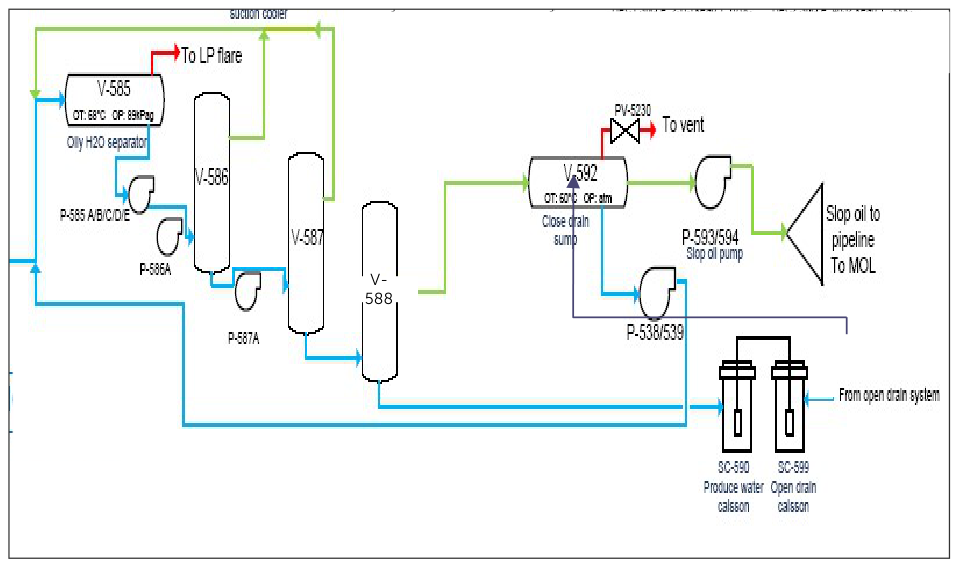 suction cooler
To LP flare
V-585
OT: 68°C OP: 89kPag
Oily H2O separator
P-585 A/B/C/D/E
P-586A
V-586
P-587A
V-587
V-
588
PV-5230
To vent
V-592
OT: 60°C OP: atm
Close drain
sump
P-593/594
Slop oil pump
Slop oil to
pipeline
To MOL
P-538/539
From open drain system
SC-590
Produce water
caisson
SC-599
Open drain
caisson